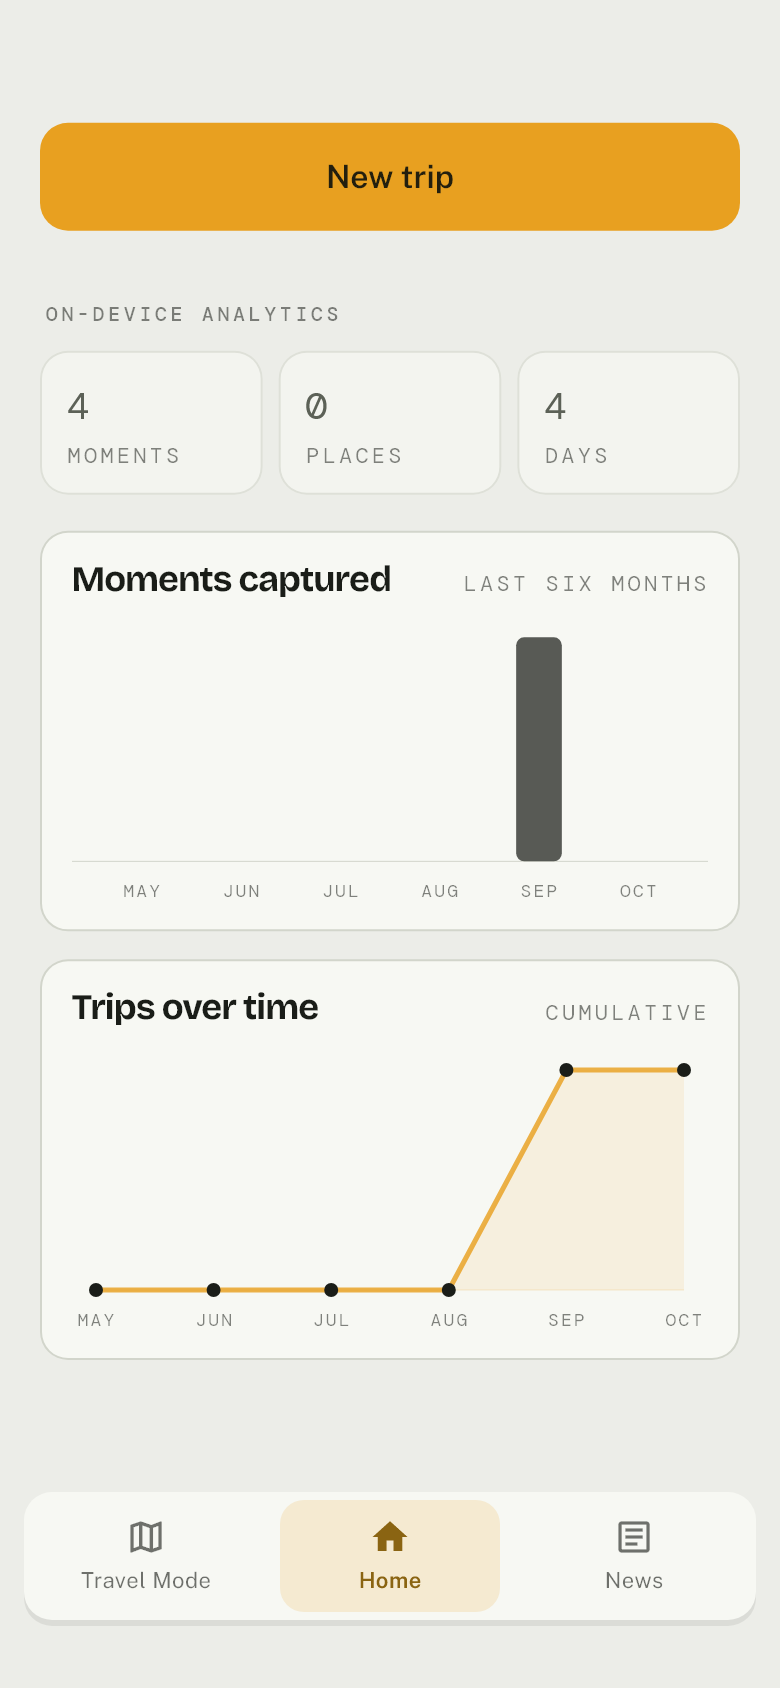 New trip
ON-DEVICE ANALYTICS
4
MOMENTS
0
PLACES
4
DAYS
Moments captured
LAST SIX MONTHS
MAY JUN JUL AUG SEP OCT
Trips over time
CUMULATIVE
MAY JUN JUL AUG SEP OCT
Travel Mode
Home
News